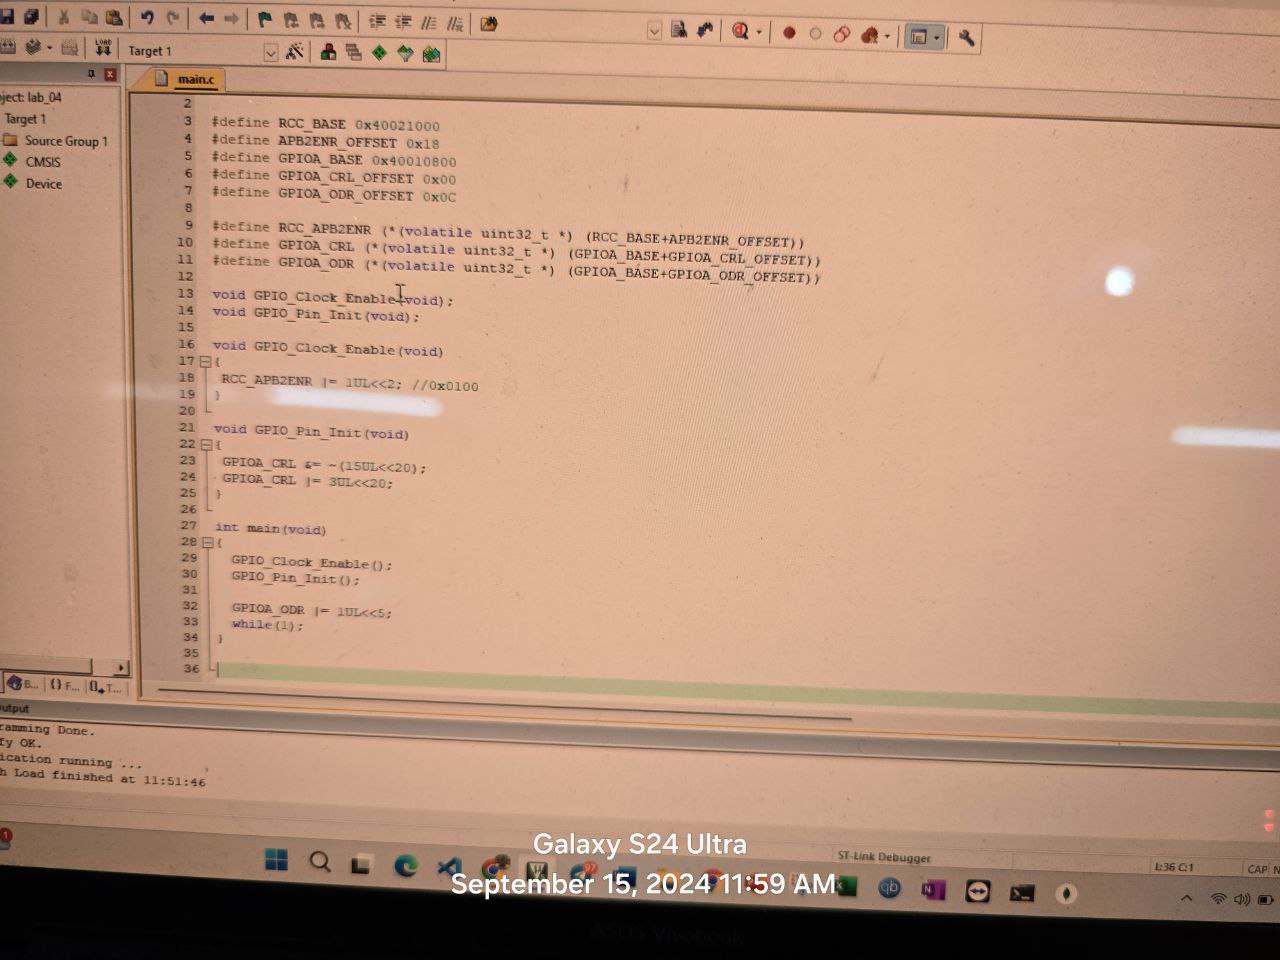 LOAD
Target 1
main.c
ject: lab_04
Target 1
Source Group 1
CMSIS
Device
2
3 #define RCC_BASE 0x40021000
4 #define APB2ENR_OFFSET 0x18
5 #define GPIOA_BASE 0x40010800
6 #define GPIOA_CRL_OFFSET 0x00
7 #define GPIOA_ODR_OFFSET 0x0C
8
9 #define RCC_APB2ENR (*(volatile uint32_t *) (RCC_BASE+APB2ENR_OFFSET))
10 #define GPIOA_CRL (*(volatile uint32_t *) (GPIOA_BASE+GPIOA_CRL_OFFSET))
11 #define GPIOA_ODR (*(volatile uint32_t *) (GPIOA_BASE+GPIOA_ODR_OFFSET))
12
13 void GPIO_Clock_Enable(void);
14 void GPIO_Pin_Init(void);
15
16 void GPIO_Clock_Enable(void)
17 {
18 RCC_APB2ENR |= 1UL<<2; //0x0100
19 }
20
21 void GPIO_Pin_Init(void)
22 {
23 GPIOA_CRL &= ~(15UL<<20);
24 GPIOA_CRL |= 3UL<<20;
25 }
26
27 int main(void)
28 {
29 GPIO_Clock_Enable();
30 GPIO_Pin_Init();
31
32 GPIOA_ODR |= 1UL<<5;
33 while(1);
34 }
35
36
B... {} F... T...
utput
ramming Done.
fy OK.
ication running ...
h Load finished at 11:51:46
Galaxy S24 Ultra
September 15, 2024 11:59 AM
ST-Link Debugger
L:36 C:1
CAP N
qb
ASUS Vivobook